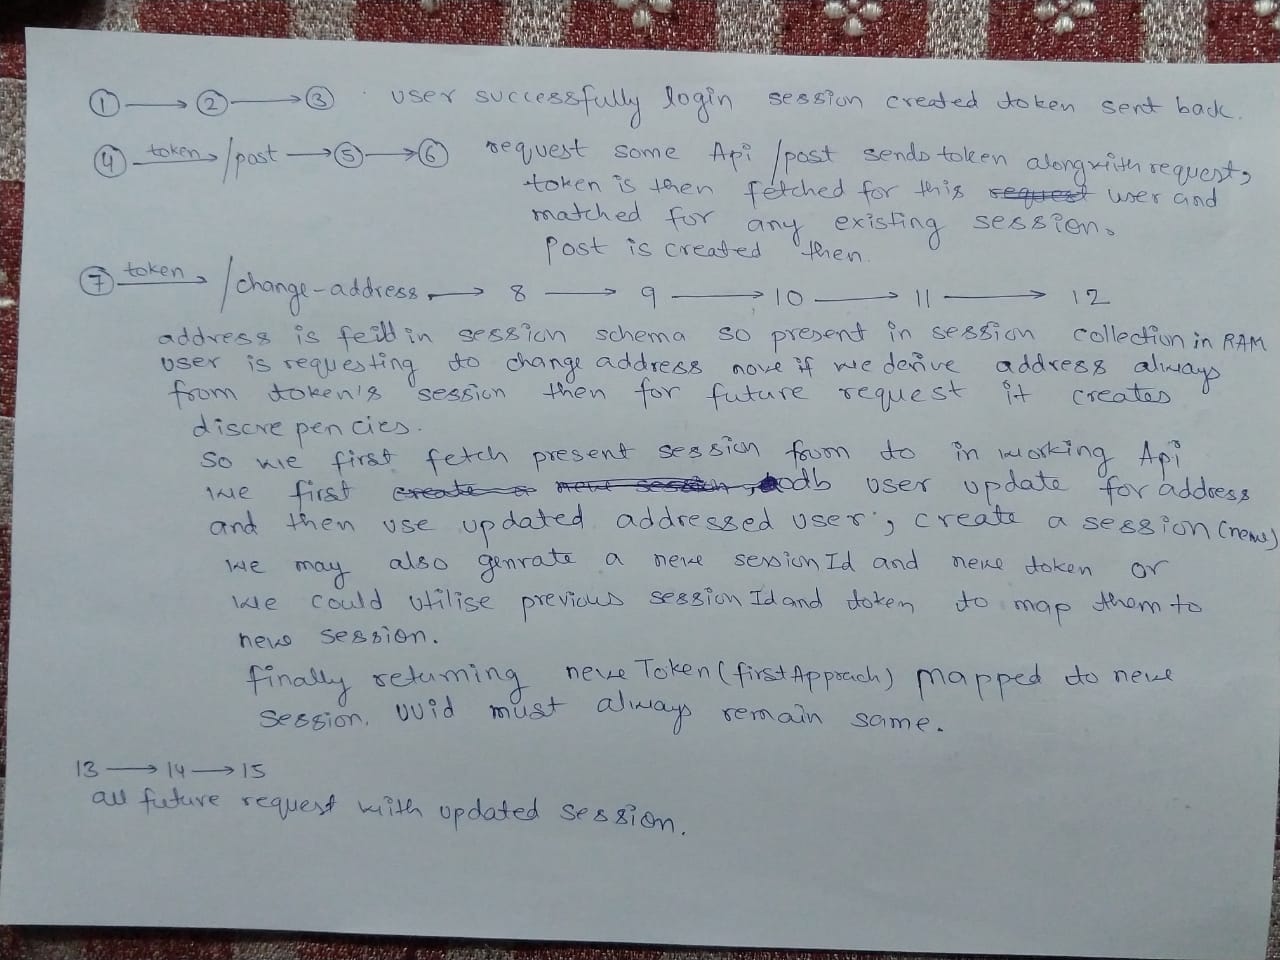 ① → ② → ③ . user successfully login session created token sent back.
④ token → /post → ⑤ → ⑥ request some Api /post sends token alongwith request,
token is then fetched for this request user and
matched for any existing session.
Post is created then.
⑦ token → /change-address → 8 → 9 → 10 → 11 → 12
address is feild in session schema so present in session collection in RAM
user is requesting to change address now if we derive address always
from token's session then for future request it creates
discrepencies.
so we first fetch present session from to in working Api
we first create a new session, db user update for address
and then use updated addressed user, create a session (new)
we may also genrate a new session Id and new token or
we could utilise previous session Id and token to map them to
new session.
finally returning new Token (first Approach) mapped to new
session. uuid must always remain same.
13 → 14 → 15
all future request with updated session.